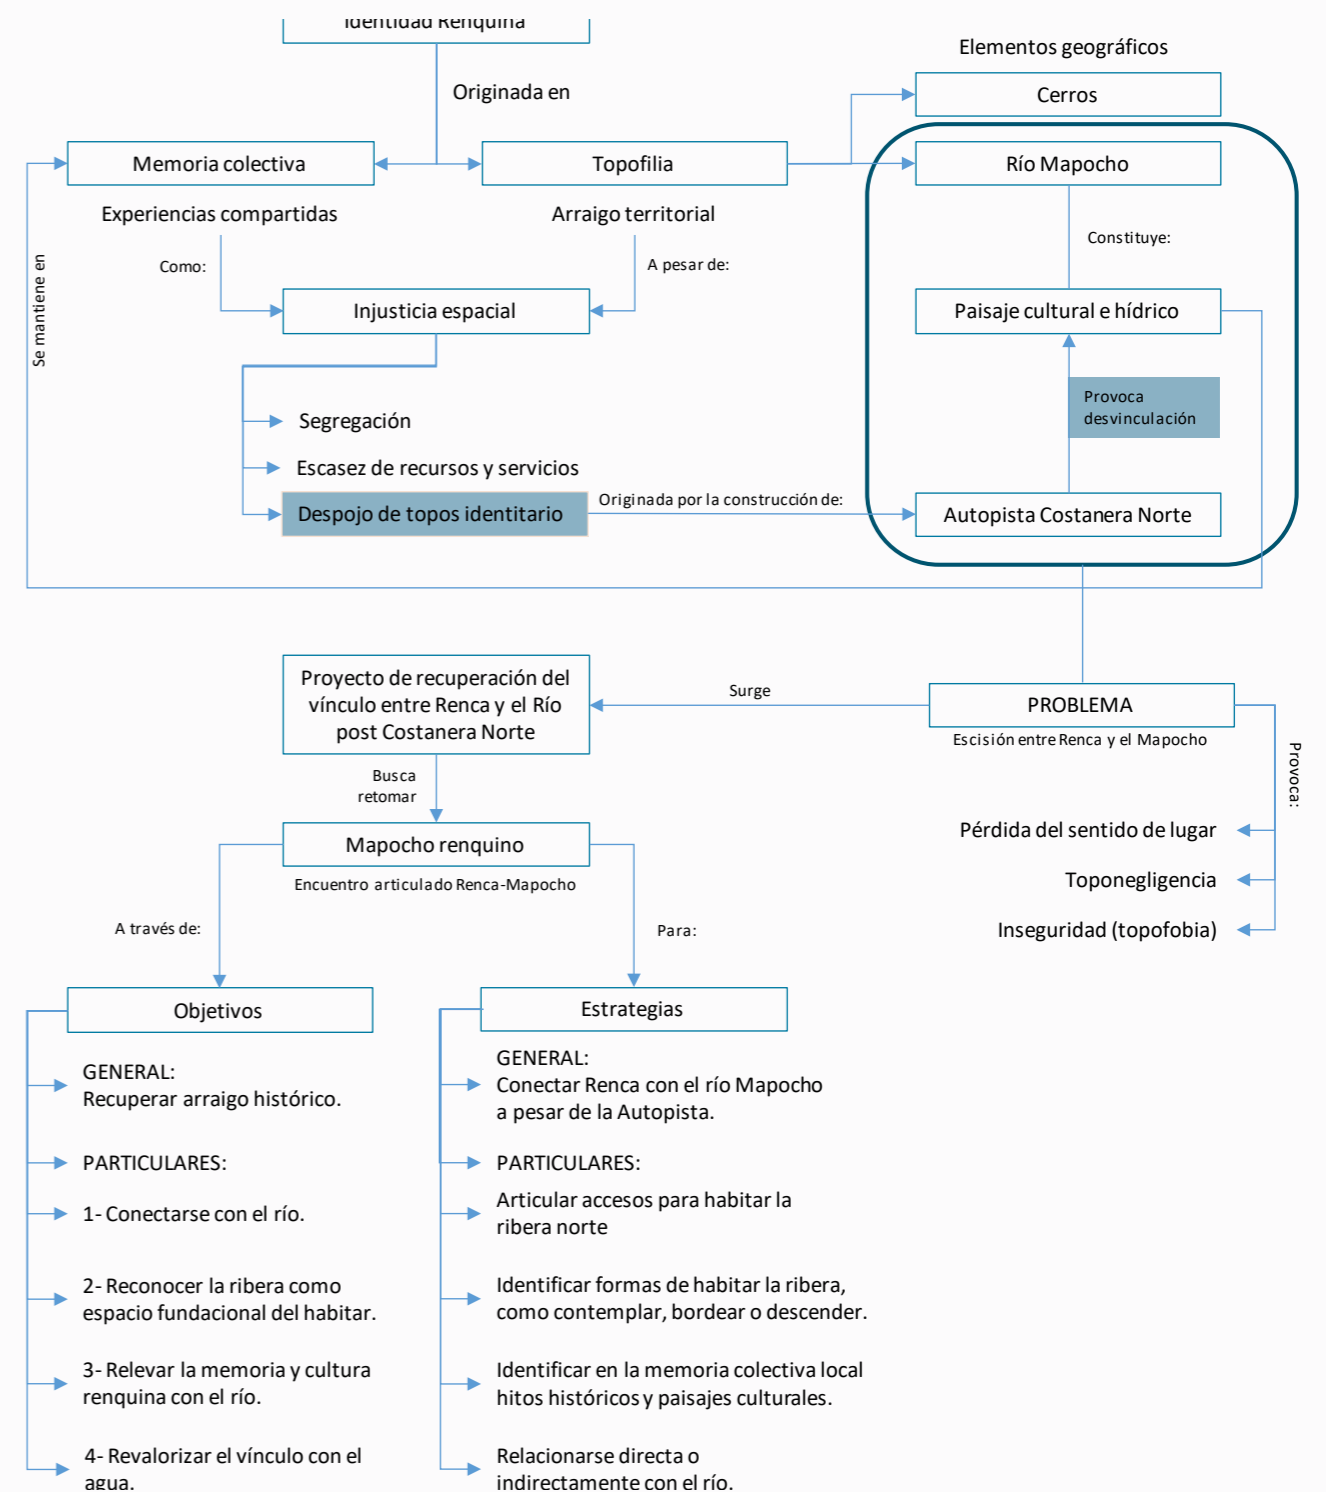 Identidad Renquina
Originada en
Elementos geográficos
Cerros
Memoria colectiva
Topofilia
Río Mapocho
Experiencias compartidas
Arraigo territorial
Constituye:
Como:
A pesar de:
Se mantiene en
Injusticia espacial
Paisaje cultural e hídrico
Provoca
desvinculación
Segregación
Escasez de recursos y servicios
Despojo de topos identitario
Originada por la construcción de:
Autopista Costanera Norte
Proyecto de recuperación del
vínculo entre Renca y el Río
post Costanera Norte
Surge
PROBLEMA
Escisión entre Renca y el Mapocho
Provoca:
Busca
retomar
Pérdida del sentido de lugar
Toponegligencia
Inseguridad (topofobia)
Mapocho renquino
Encuentro articulado Renca-Mapocho
A través de:
Para:
Objetivos
GENERAL:
Recuperar arraigo histórico.
PARTICULARES:
1- Conectarse con el río.
2- Reconocer la ribera como
espacio fundacional del habitar.
3- Relevar la memoria y cultura
renquina con el río.
4- Revalorizar el vínculo con el
agua.
Estrategias
GENERAL:
Conectar Renca con el río Mapocho
a pesar de la Autopista.
PARTICULARES:
Articular accesos para habitar la
ribera norte
Identificar formas de habitar la ribera,
como contemplar, bordear o descender.
Identificar en la memoria colectiva local
hitos históricos y paisajes culturales.
Relacionarse directa o
indirectamente con el río.